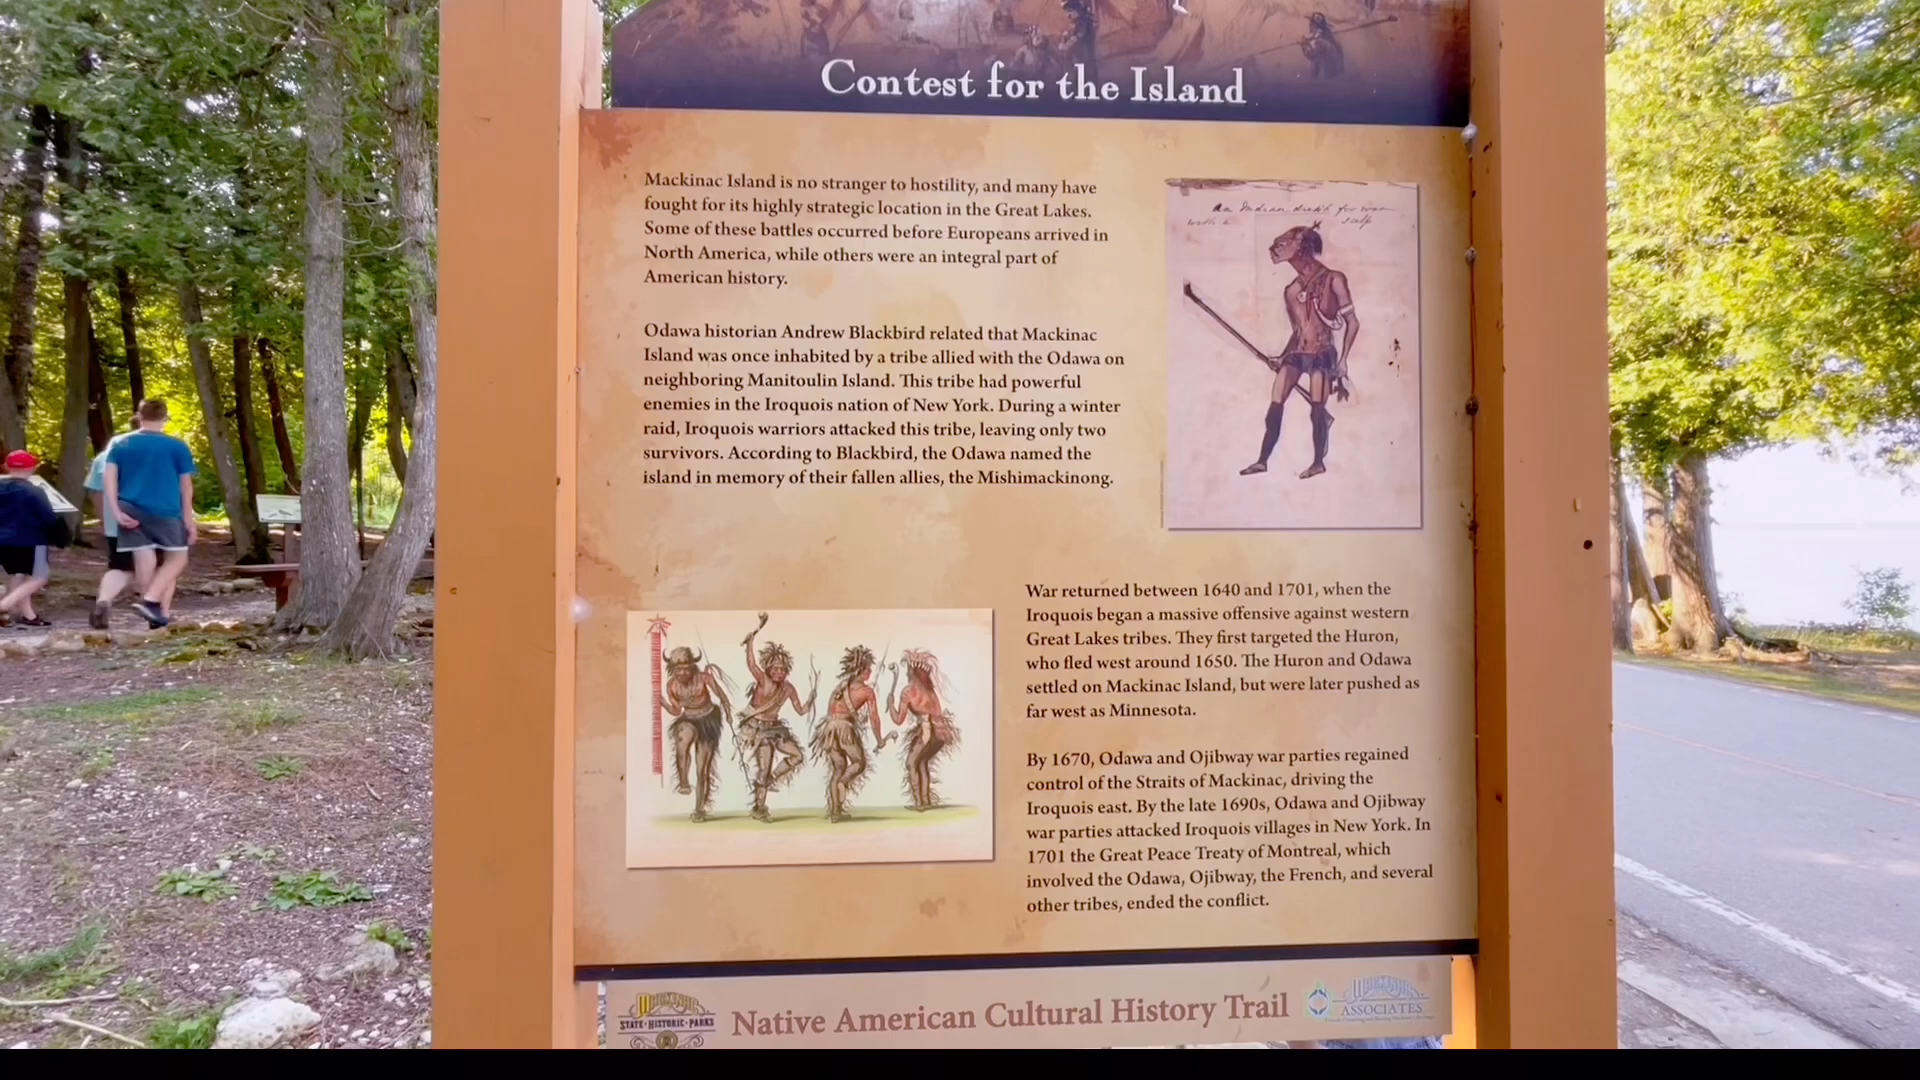 Contest for the Island
Mackinac Island is no stranger to hostility, and many have
fought for its highly strategic location in the Great Lakes.
Some of these battles occurred before Europeans arrived in
North America, while others were an integral part of
American history.
An Indian dressed for war
with a scalp
Odawa historian Andrew Blackbird related that Mackinac
Island was once inhabited by a tribe allied with the Odawa on
neighboring Manitoulin Island. This tribe had powerful
enemies in the Iroquois nation of New York. During a winter
raid, Iroquois warriors attacked this tribe, leaving only two
survivors. According to Blackbird, the Odawa named the
island in memory of their fallen allies, the Mishimackinong.
War returned between 1640 and 1701, when the
Iroquois began a massive offensive against western
Great Lakes tribes. They first targeted the Huron,
who fled west around 1650. The Huron and Odawa
settled on Mackinac Island, but were later pushed as
far west as Minnesota.
By 1670, Odawa and Ojibway war parties regained
control of the Straits of Mackinac, driving the
Iroquois east. By the late 1690s, Odawa and Ojibway
war parties attacked Iroquois villages in New York. In
1701 the Great Peace Treaty of Montreal, which
involved the Odawa, Ojibway, the French, and several
other tribes, ended the conflict.
MACKINAC
STATE HISTORIC PARKS
Native American Cultural History Trail
MACKINAC
ASSOCIATES